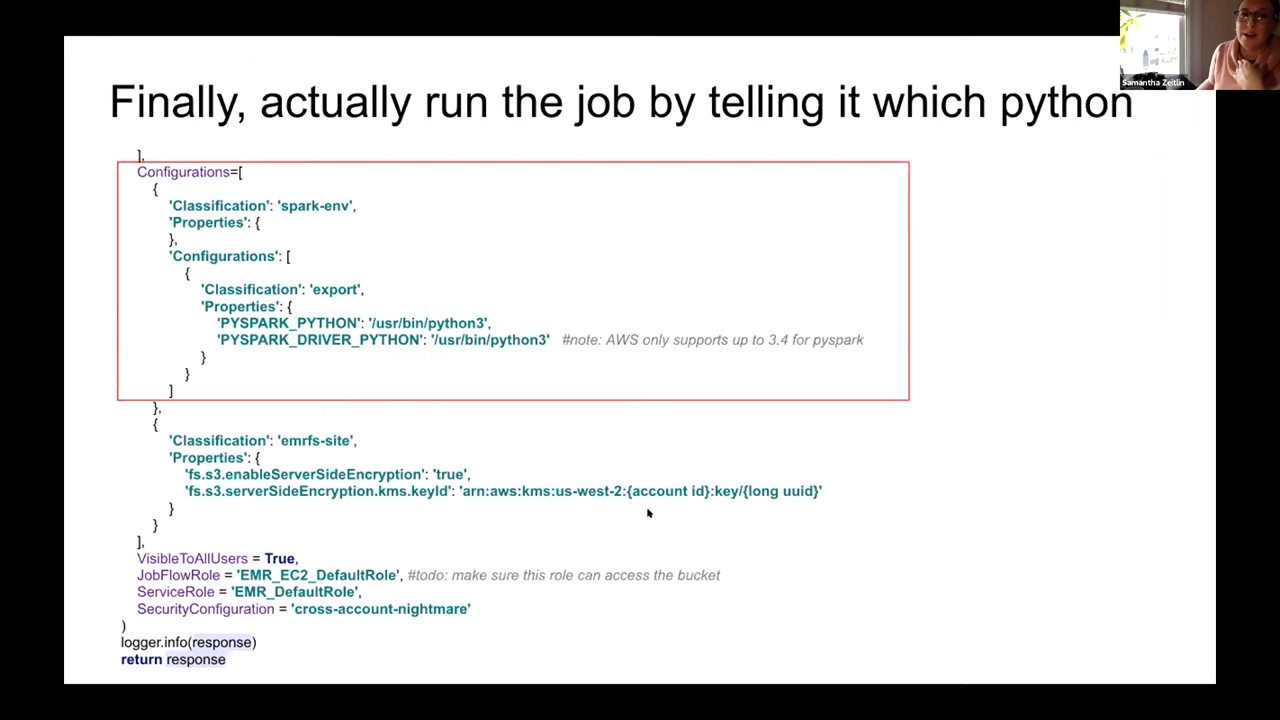 Samantha Zeitlin
Finally, actually run the job by telling it which python
],
Configurations=[
{
'Classification': 'spark-env',
'Properties': {
},
'Configurations': [
{
'Classification': 'export',
'Properties': {
'PYSPARK_PYTHON': '/usr/bin/python3',
'PYSPARK_DRIVER_PYTHON': '/usr/bin/python3' #note: AWS only supports up to 3.4 for pyspark
}
}
]
},
{
'Classification': 'emrfs-site',
'Properties': {
'fs.s3.enableServerSideEncryption': 'true',
'fs.s3.serverSideEncryption.kms.keyId': 'arn:aws:kms:us-west-2:{account id}:key/{long uuid}'
}
}
],
VisibleToAllUsers = True,
JobFlowRole = 'EMR_EC2_DefaultRole', #todo: make sure this role can access the bucket
ServiceRole = 'EMR_DefaultRole',
SecurityConfiguration = 'cross-account-nightmare'
)
logger.info(response)
return response